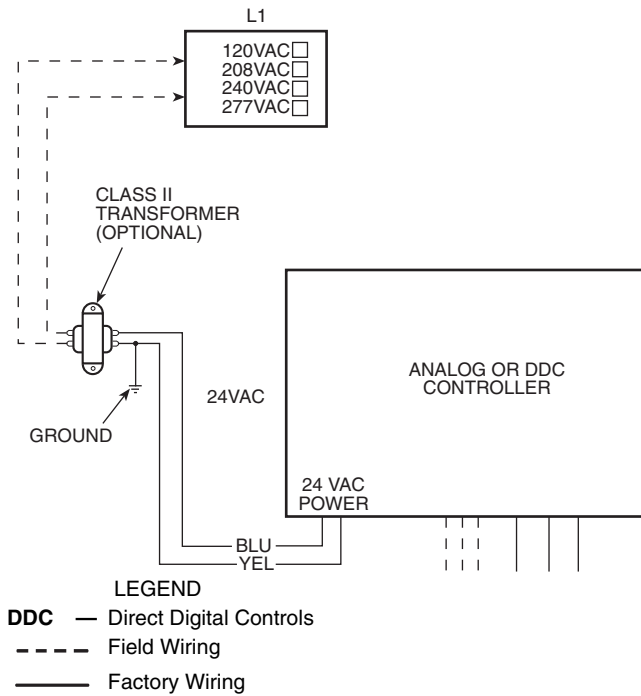 L1
120VAC
208VAC
240VAC
277VAC
CLASS II
TRANSFORMER
(OPTIONAL)
ANALOG OR DDC
CONTROLLER
24VAC
GROUND
24 VAC
POWER
BLU
YEL
LEGEND
DDC — Direct Digital Controls
Field Wiring
Factory Wiring